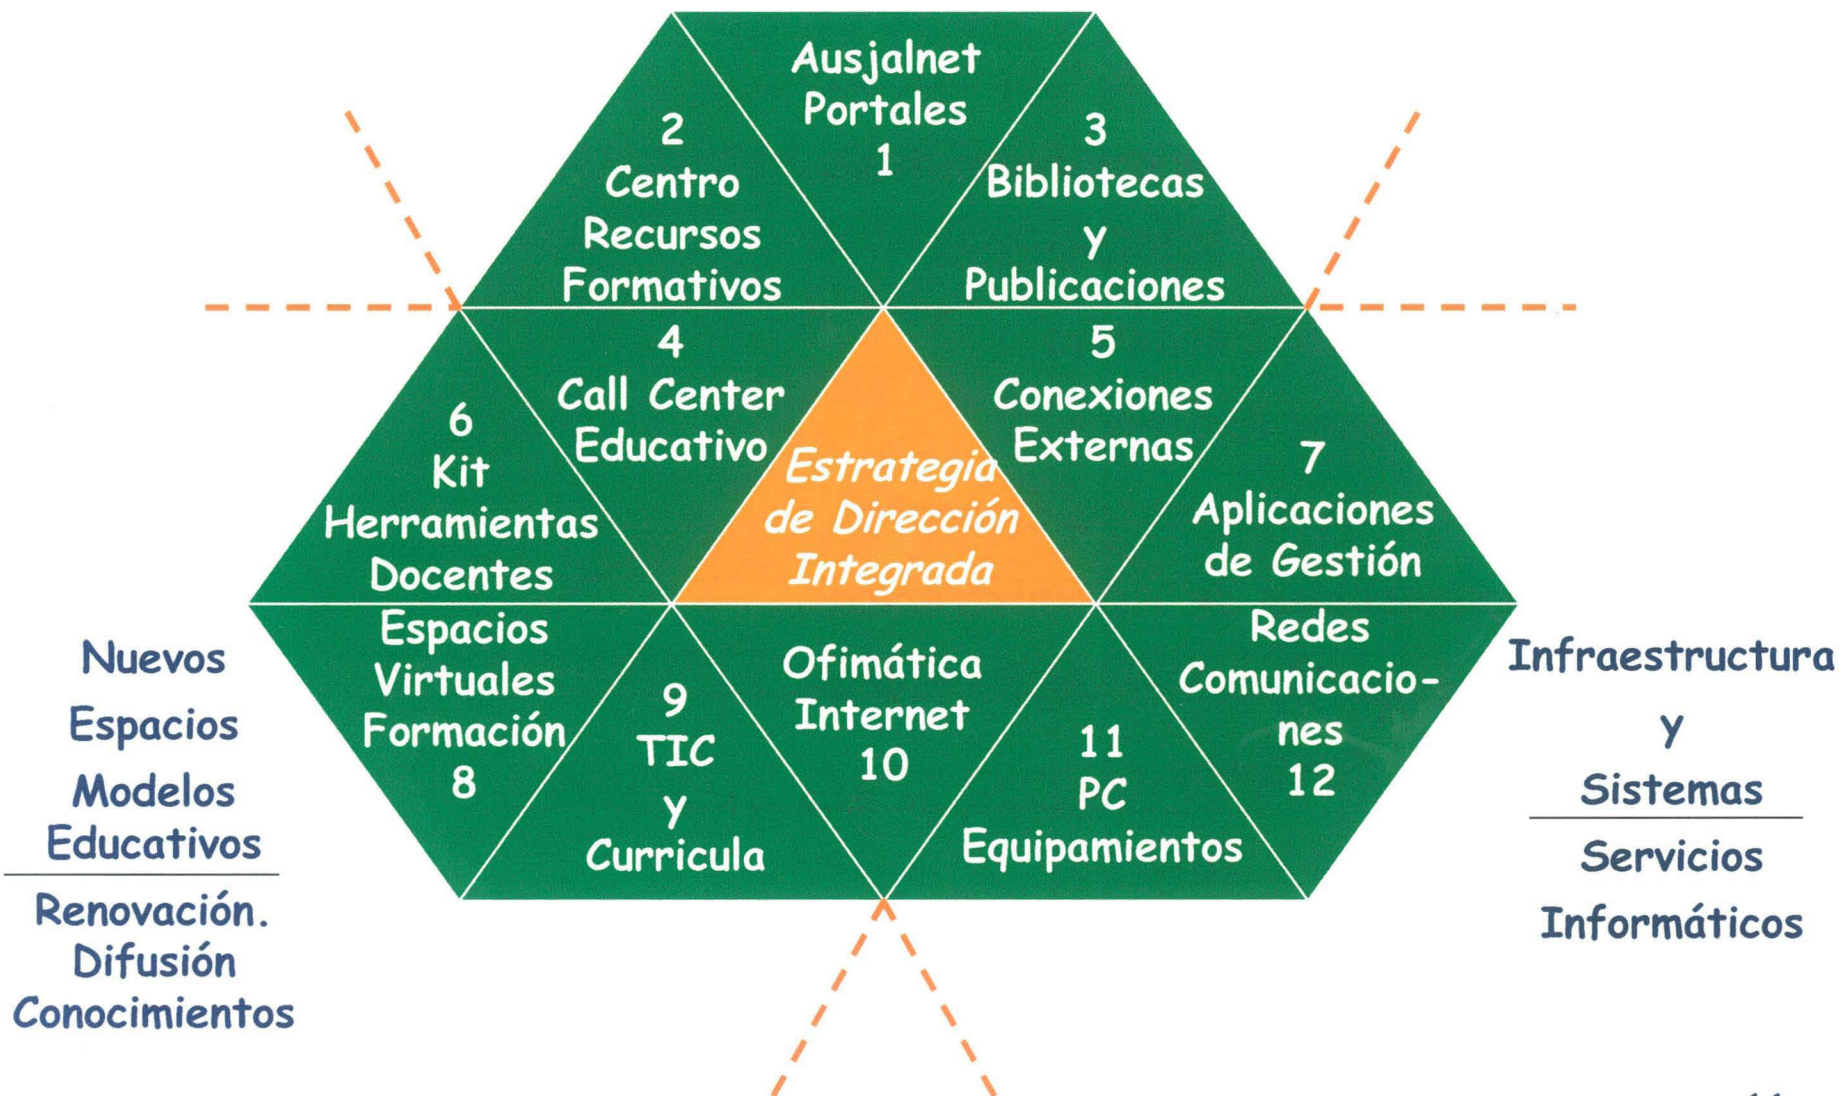 Ausjalnet
Portales
1
2
Centro
Recursos
Formativos
3
Bibliotecas
y
Publicaciones
4
Call Center
Educativo
5
Conexiones
Externas
6
Kit
Herramientas
Docentes
Estrategia
de Dirección
Integrada
7
Aplicaciones
de Gestión
Espacios
Virtuales
Formación
8
9
TIC
y
Curricula
Ofimática
Internet
10
11
PC
Equipamientos
Redes
Comunicacio-
nes
12
Nuevos
Espacios
Modelos
Educativos
Renovación.
Difusión
Conocimientos
Infraestructura
y
Sistemas
Servicios
Informáticos